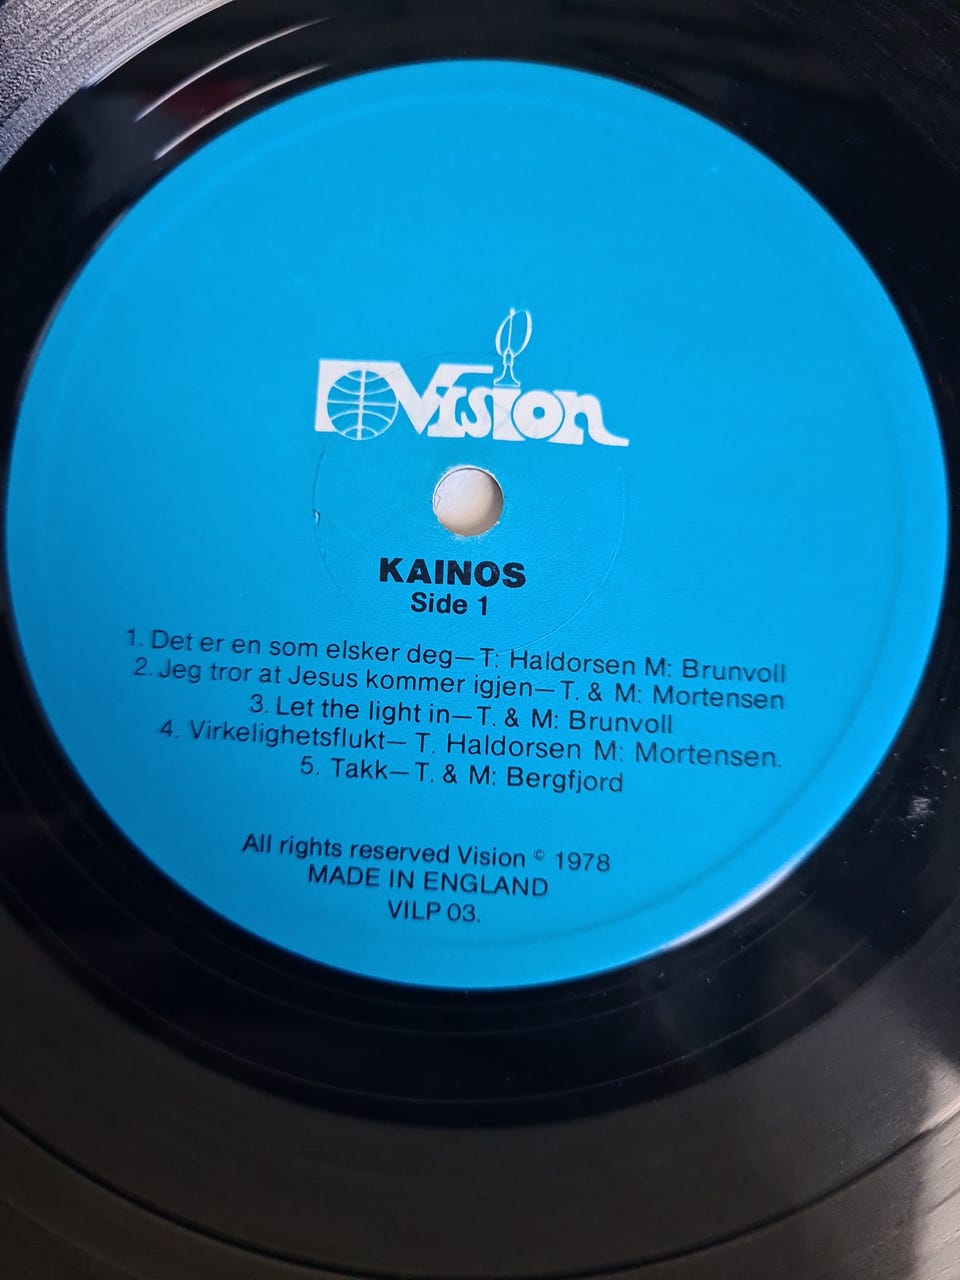 Vision
KAINOS
Side 1
1. Det er en som elsker deg—T: Haldorsen M: Brunvoll
2. Jeg tror at Jesus kommer igjen—T. & M: Mortensen
3. Let the light in—T. & M: Brunvoll
4. Virkelighetsflukt— T. Haldorsen M: Mortensen.
5. Takk—T. & M: Bergfjord
All rights reserved Vision © 1978
MADE IN ENGLAND
VILP 03.